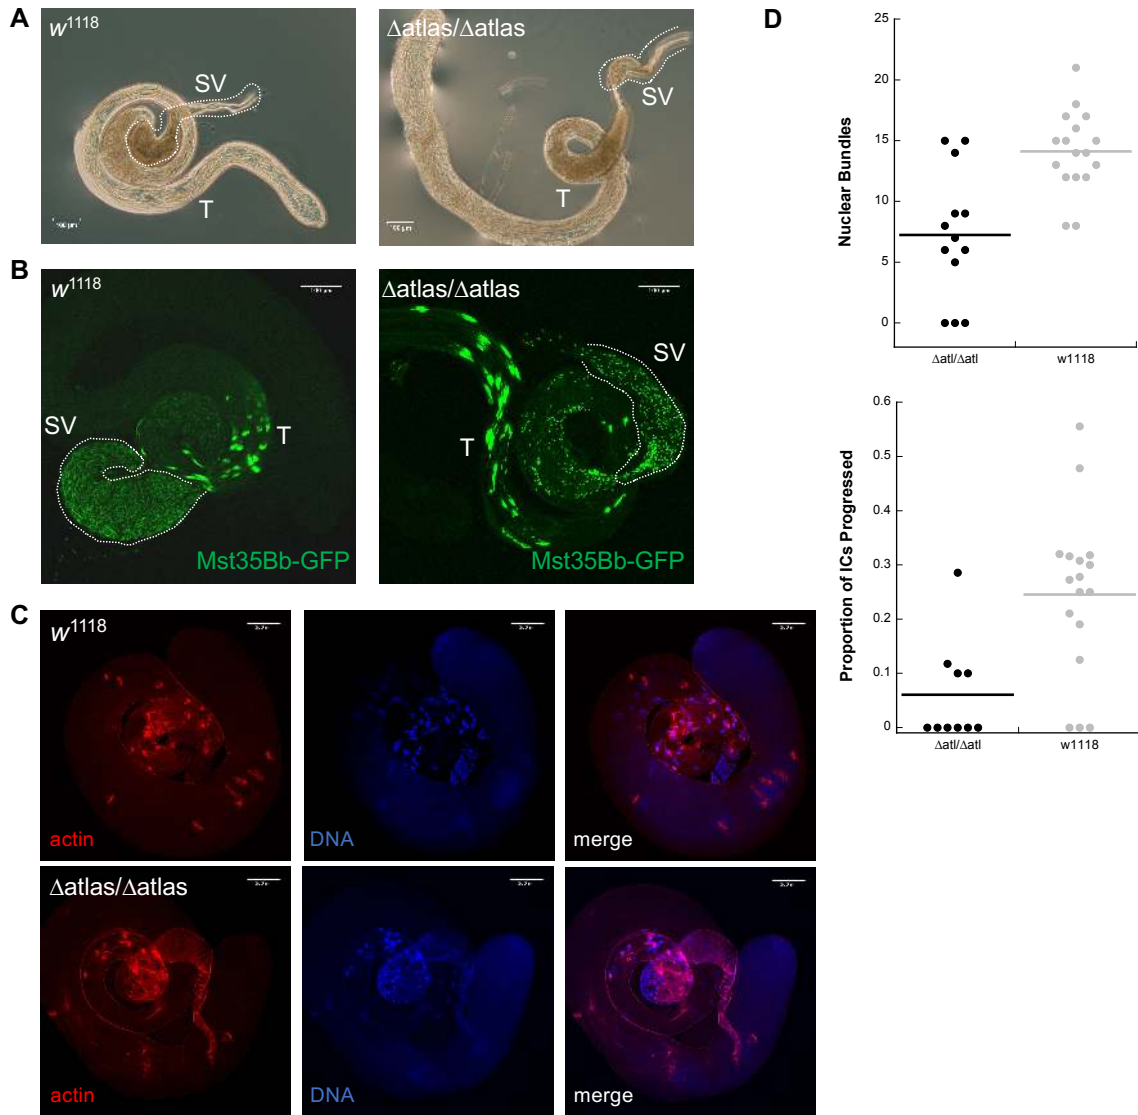 A
w1118
SV
T
100 µm
Δatlas/Δatlas
SV
T
B
w1118
SV
T
Mst35Bb-GFP
Δatlas/Δatlas
SV
T
Mst35Bb-GFP
C
w1118
actin
DNA
merge
Δatlas/Δatlas
actin
DNA
merge
D
Nuclear Bundles
25
20
15
10
5
0
Δatl/Δatl
w1118
Proportion of ICs Progressed
0.6
0.5
0.4
0.3
0.2
0.1
0
Δatl/Δatl
w1118